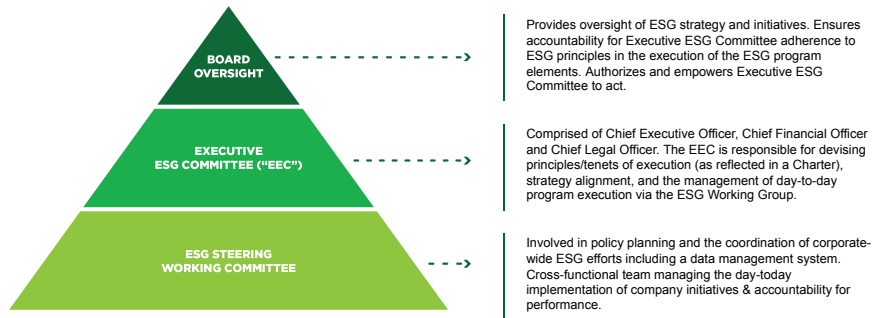 BOARD
OVERSIGHT
Provides oversight of ESG strategy and initiatives. Ensures
accountability for Executive ESG Committee adherence to
ESG principles in the execution of the ESG program
elements. Authorizes and empowers Executive ESG
Committee to act.
EXECUTIVE
ESG COMMITTEE (“EEC”)
Comprised of Chief Executive Officer, Chief Financial Officer
and Chief Legal Officer. The EEC is responsible for devising
principles/tenets of execution (as reflected in a Charter),
strategy alignment, and the management of day-to-day
program execution via the ESG Working Group.
ESG STEERING
WORKING COMMITTEE
Involved in policy planning and the coordination of corporate-
wide ESG efforts including a data management system.
Cross-functional team managing the day-today
implementation of company initiatives & accountability for
performance.